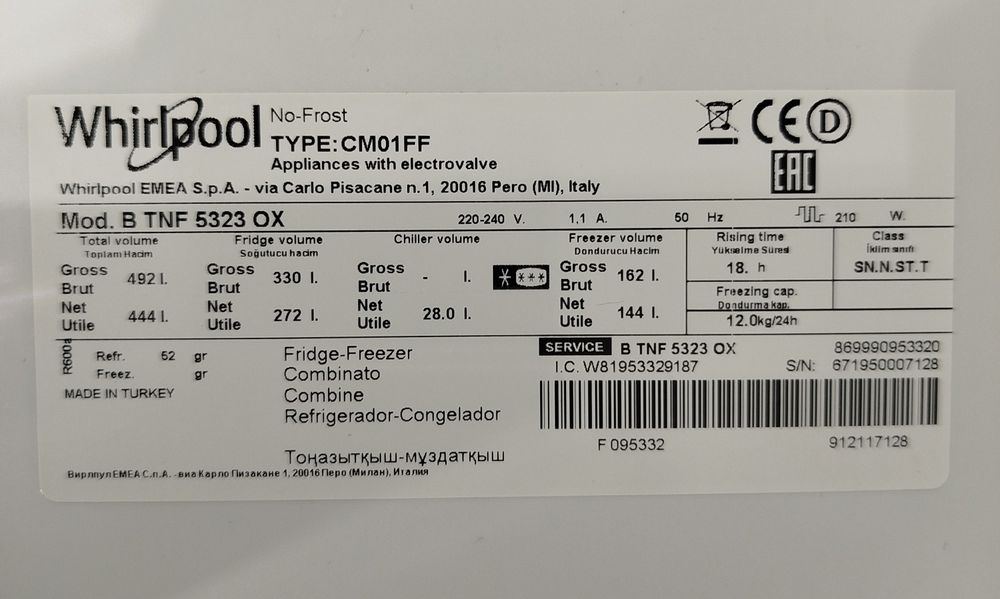 Whirlpool
No-Frost
TYPE:CM01FF
Appliances with electrovalve
Whirlpool EMEA S.p.A. - via Carlo Pisacane n.1, 20016 Pero (MI), Italy
CE D
EAC
Mod. B TNF 5323 OX 220-240 V. 1.1 A. 50 Hz 210 W.
Total volume Fridge volume Chiller volume Freezer volume Rising time Class
Toplam Hacim Soğutucu hacim Dondurucu Hacim Yükselme Süresi İklim sınıfı
Gross Brut 492 l. Gross Brut 330 l. Gross Brut - l. Gross Brut 162 l. 18. h SN.N.ST.T
Net Utile 444 l. Net Utile 272 l. Net Utile 28.0 l. Net Utile 144 l.
Freezing cap.
Dondurma kap.
12.0kg/24h
R600a
Refr. 52 gr
Freez. gr
MADE IN TURKEY
Fridge-Freezer
Combinato
Combine
Refrigerador-Congelador
Тоңазытқыш-мұздатқыш
Вирлпул EMEA С.п.А. -виа Карло Пизакане 1, 20016 Перо (Милан), Италия
SERVICE B TNF 5323 OX 869990953320
I.C. W81953329187 S/N: 671950007128
F 095332 912117128